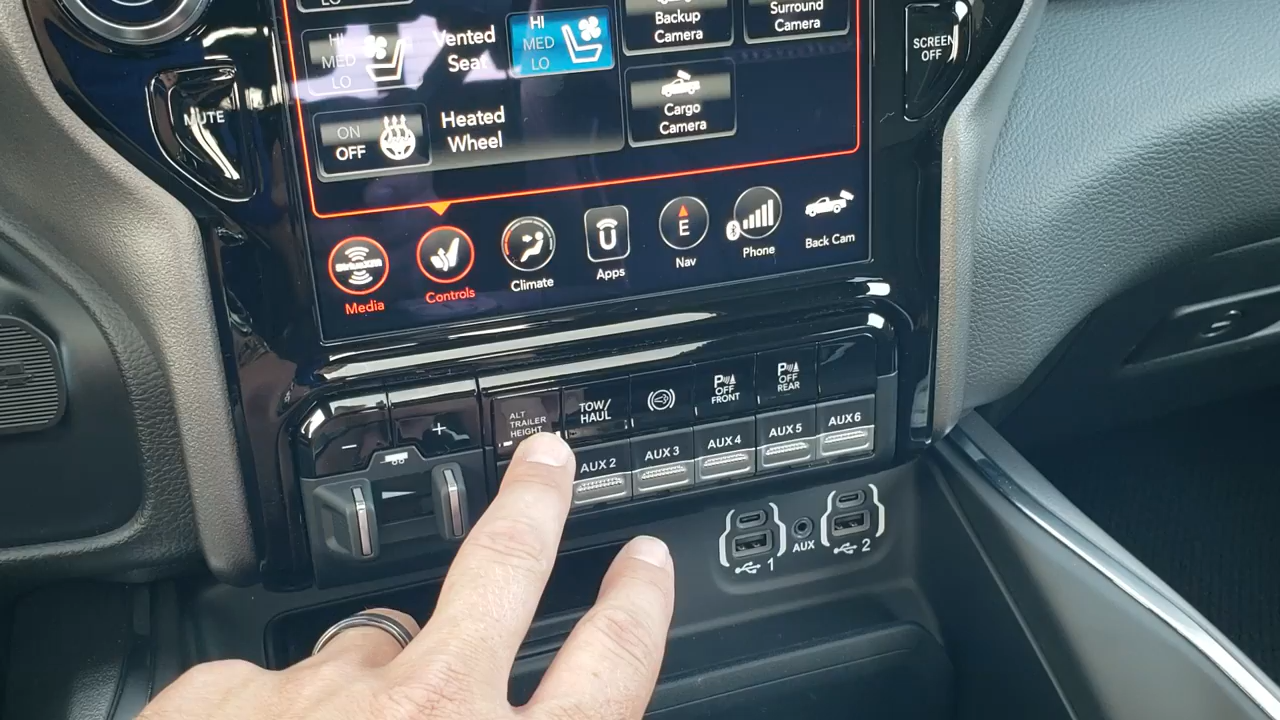 LO
HI
MED
LO
Vented
Seat
HI
MED
LO
Backup
Camera
Surround
Camera
SCREEN
OFF
MUTE
ON
OFF
Heated
Wheel
Cargo
Camera
Media
Controls
Climate
Apps
E
Nav
Phone
Back Cam
- +
ALT
TRAILER
HEIGHT
TOW/
HAUL
P
OFF
FRONT
P
OFF
REAR
AUX 2
AUX 3
AUX 4
AUX 5
AUX 6
1
AUX
2